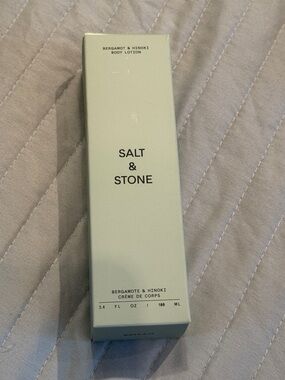 BERGAMOT & HINOKI
BODY LOTION
SALT
&
STONE
BERGAMOTE & HINOKI
CRÈME DE CORPS
3.4 FL OZ / 100 ML